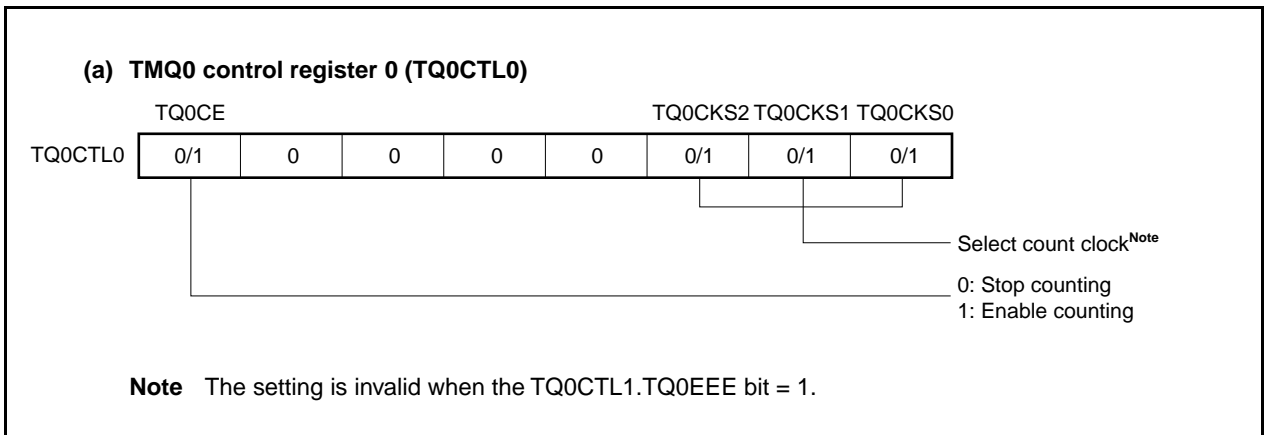 (a) TMQ0 control register 0 (TQ0CTL0)
TQ0CE TQ0CKS2 TQ0CKS1 TQ0CKS0
TQ0CTL0 0/1 0 0 0 0 0/1 0/1 0/1
Select count clockNote
0: Stop counting
1: Enable counting
Note The setting is invalid when the TQ0CTL1.TQ0EEE bit = 1.